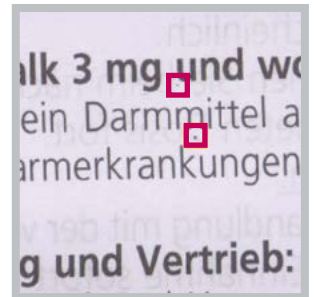 alk 3 mg und wo
ein Darmmittel a
armerkrankungen
g und Vertrieb: